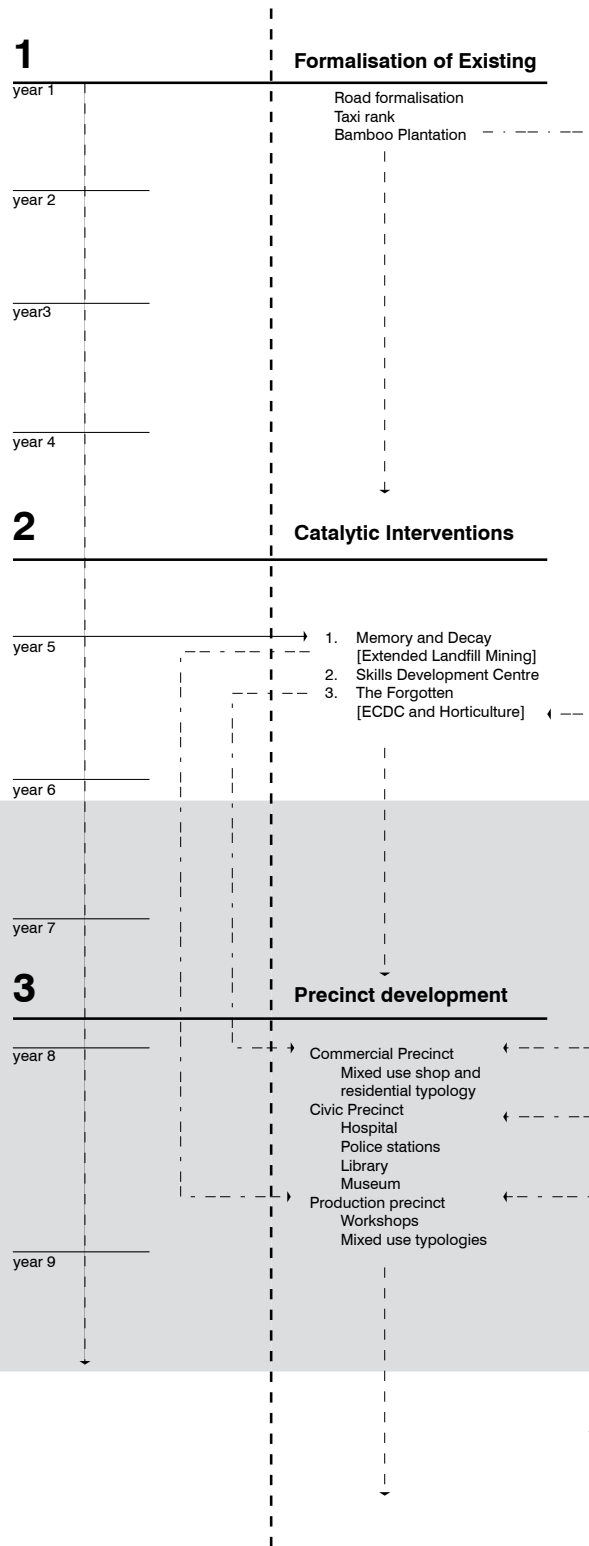 1
Formalisation of Existing
year 1
Road formalisation
Taxi rank
Bamboo Plantation
year 2
year3
year 4
2
Catalytic Interventions
year 5
1. Memory and Decay
[Extended Landfill Mining]
2. Skills Development Centre
3. The Forgotten
[ECDC and Horticulture]
year 6
year 7
3
Precinct development
year 8
Commercial Precinct
Mixed use shop and
residential typology
Civic Precinct
Hospital
Police stations
Library
Museum
Production precinct
Workshops
Mixed use typologies
year 9